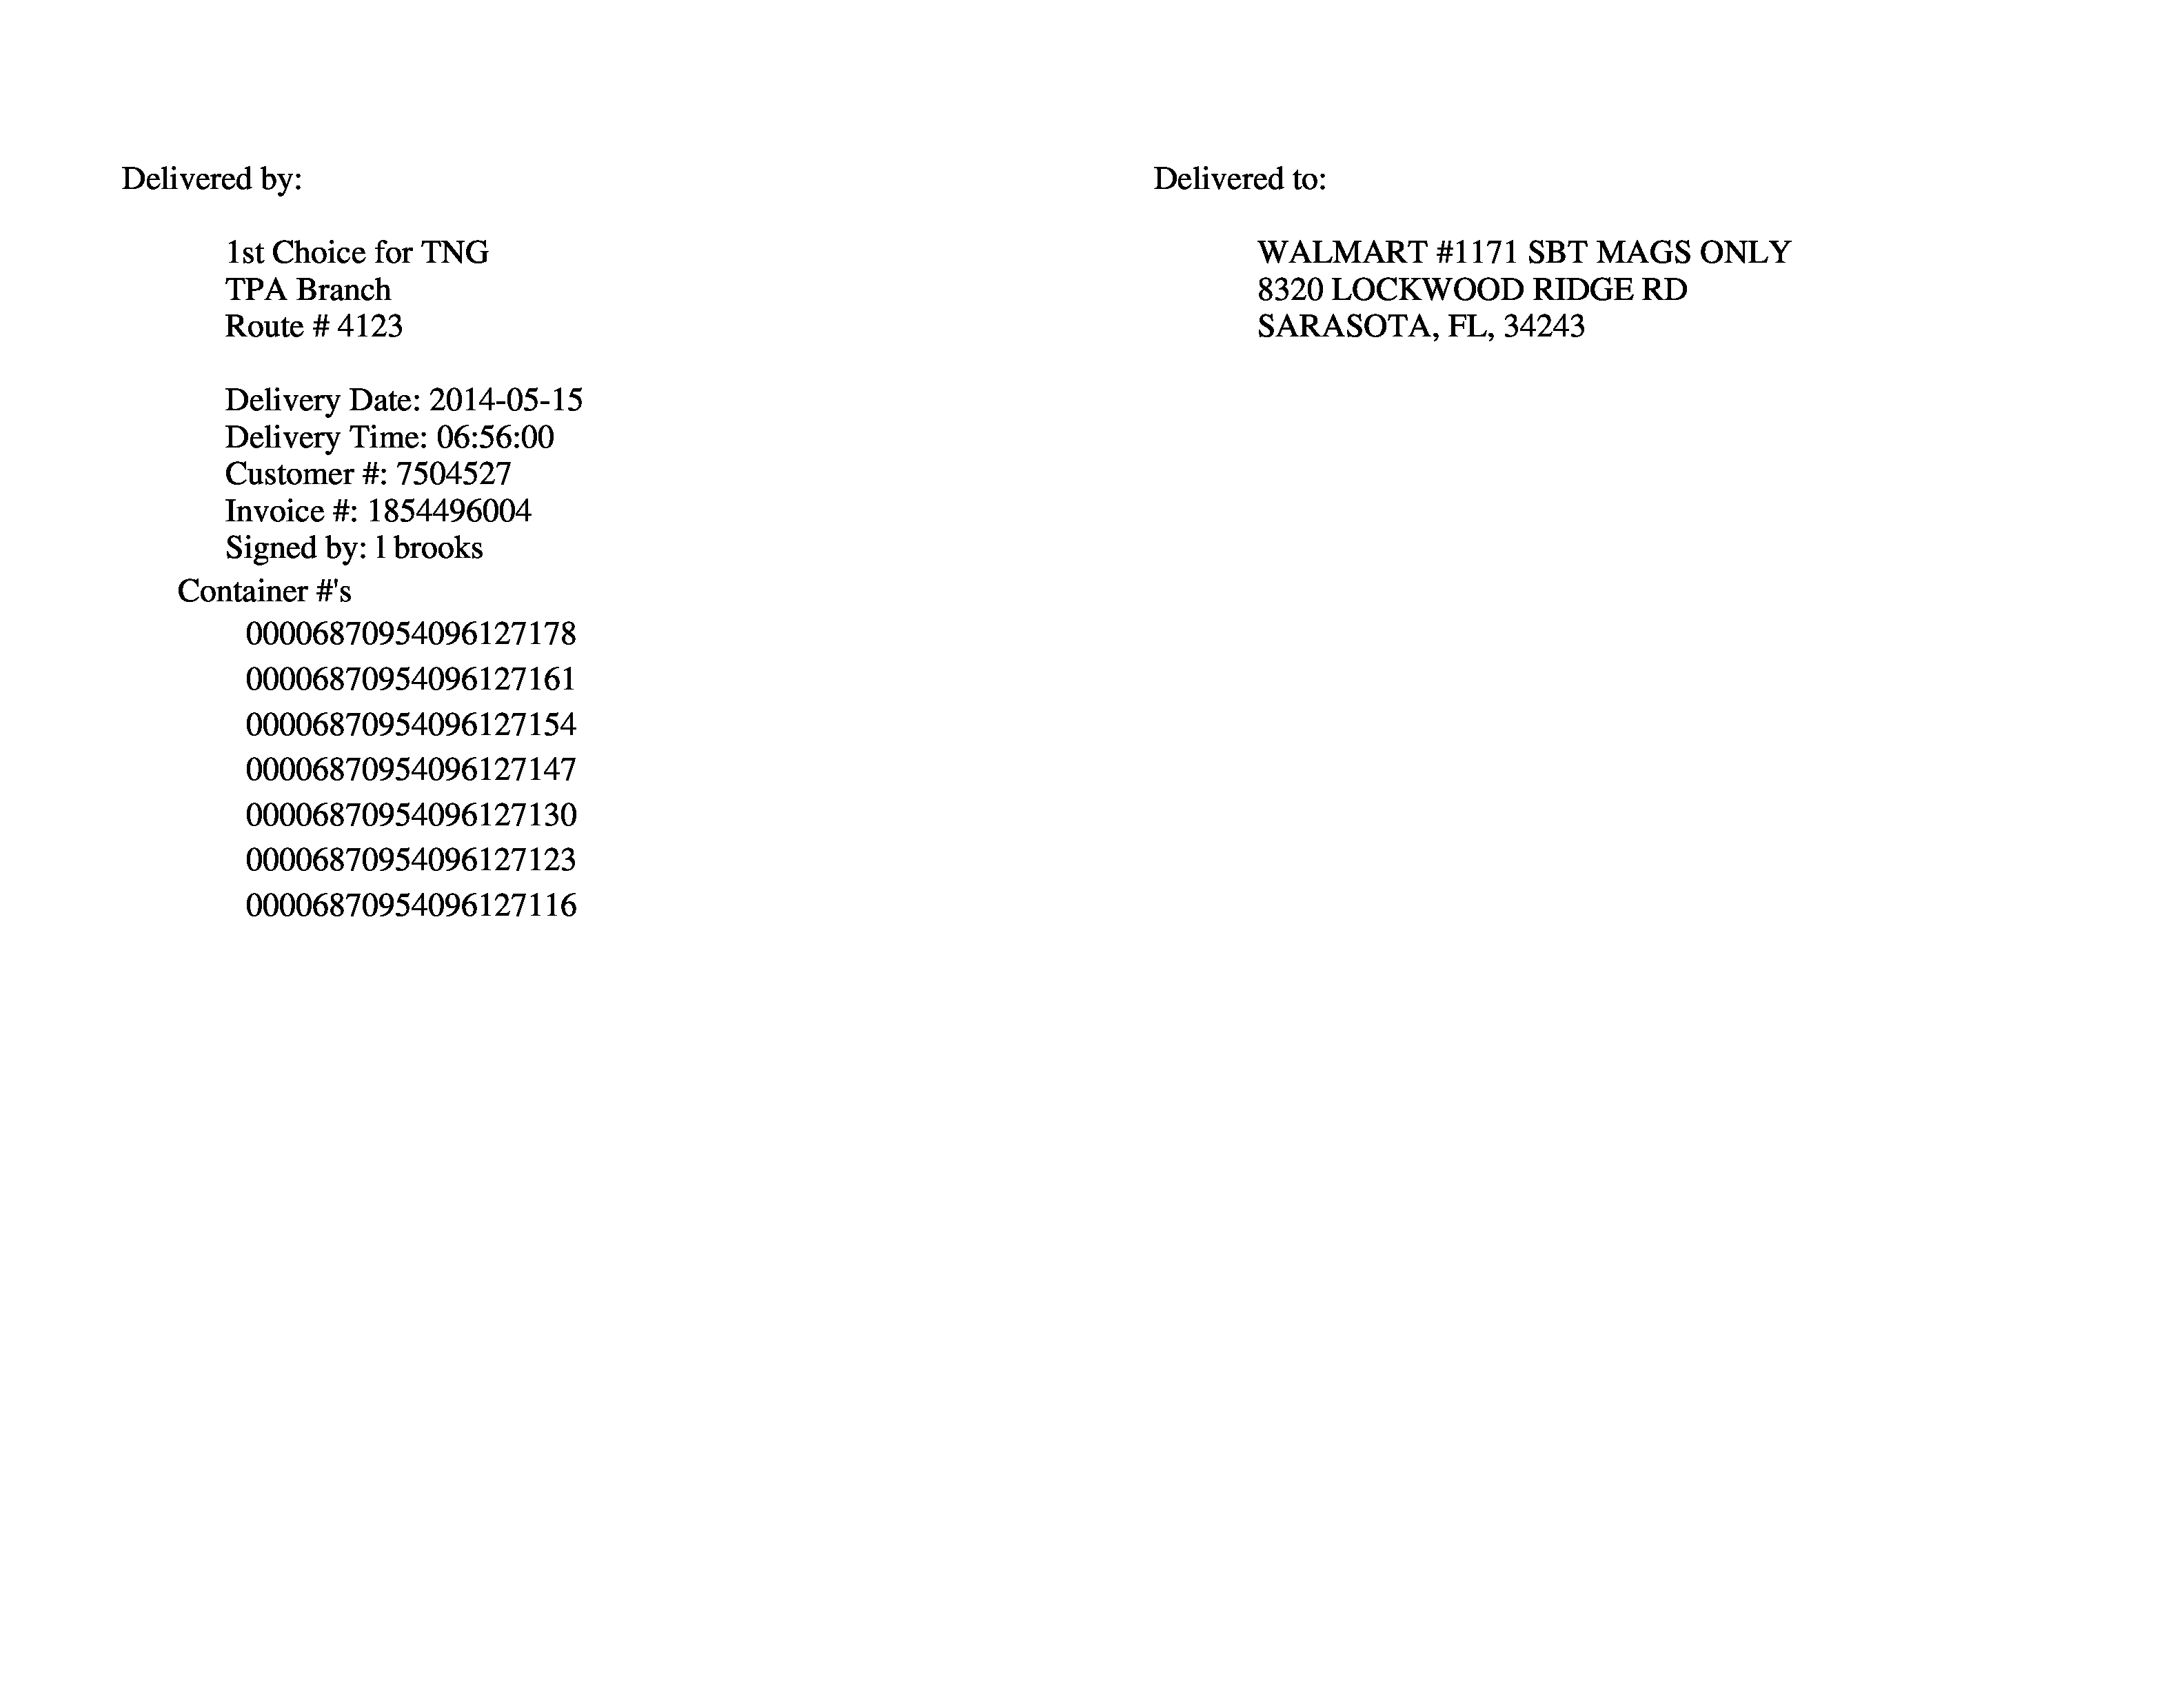 Delivered by:
1st Choice for TNG
TPA Branch
Route # 4123
Delivery Date: 2014-05-15
Delivery Time: 06:56:00
Customer #: 7504527
Invoice #: 1854496004
Signed by: l brooks
Container #'s
00006870954096127178
00006870954096127161
00006870954096127154
00006870954096127147
00006870954096127130
00006870954096127123
00006870954096127116
Delivered to:
WALMART #1171 SBT MAGS ONLY
8320 LOCKWOOD RIDGE RD
SARASOTA, FL, 34243